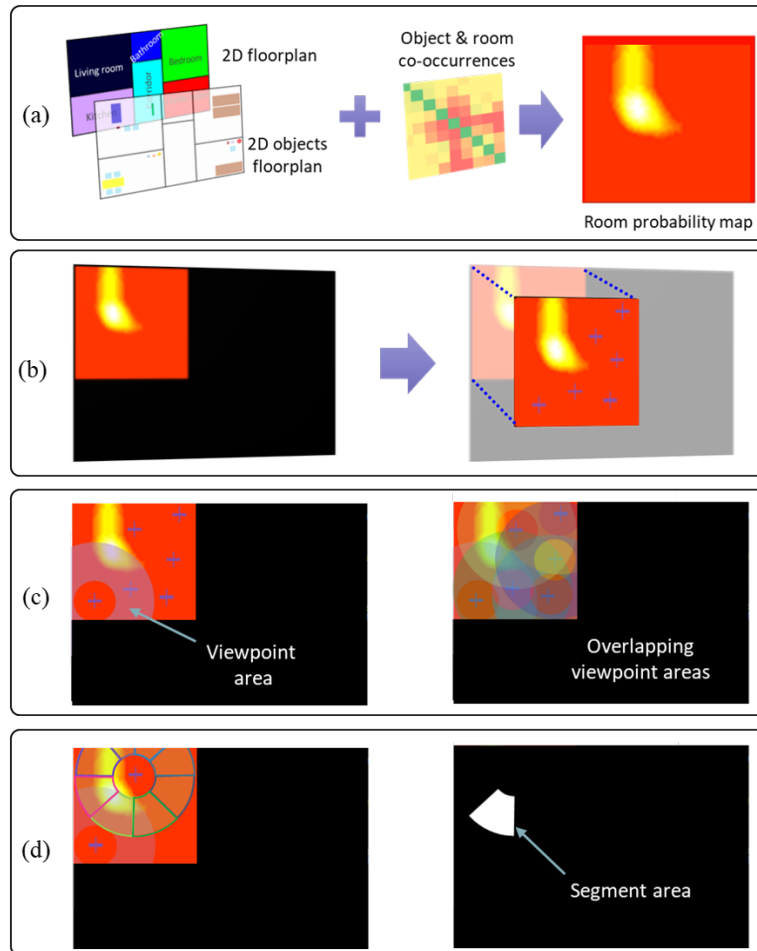 (a)
Living room
Bathroom
Bedroom
Kitchen
2D floorplan
2D objects
floorplan
Object & room
co-occurrences
Room probability map
(b)
(c)
Viewpoint
area
Overlapping
viewpoint areas
(d)
Segment area